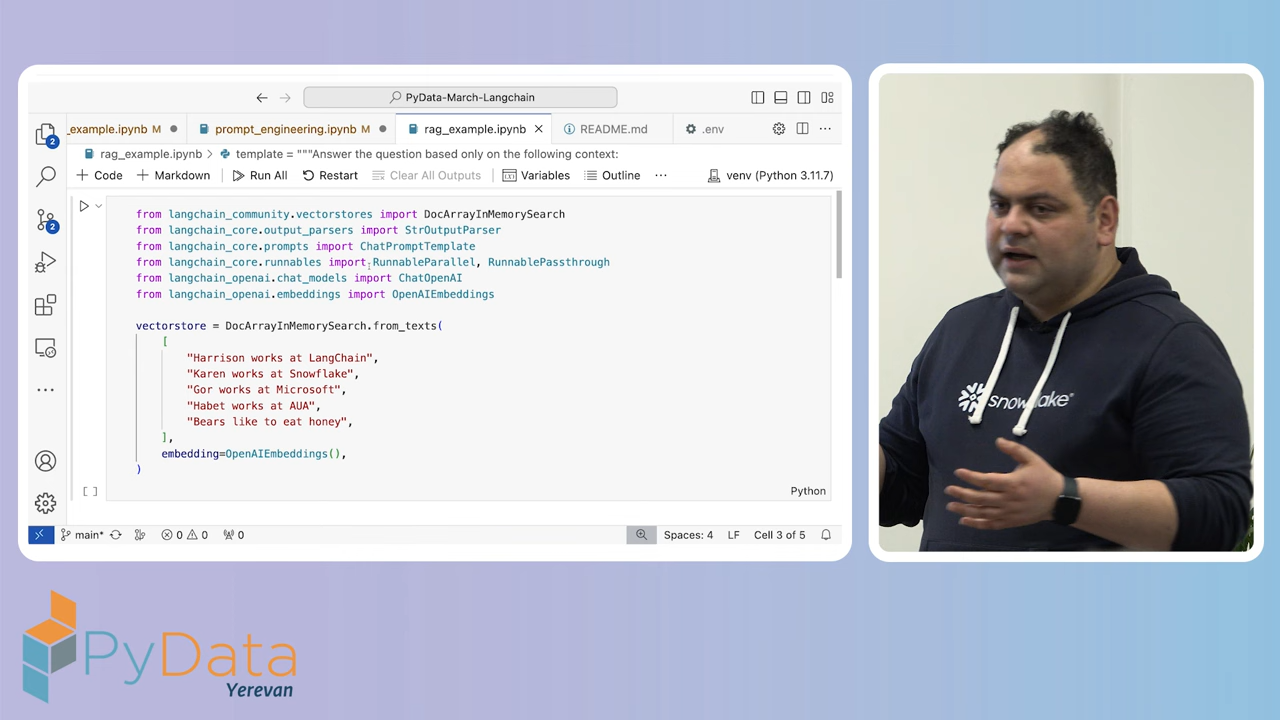 PyData-March-Langchain
_example.ipynb M
prompt_engineering.ipynb M
rag_example.ipynb
README.md
.env
rag_example.ipynb > template = """Answer the question based only on the following context:
Code
Markdown
Run All
Restart
Clear All Outputs
Variables
Outline
...
venv (Python 3.11.7)
from langchain_community.vectorstores import DocArrayInMemorySearch
from langchain_core.output_parsers import StrOutputParser
from langchain_core.prompts import ChatPromptTemplate
from langchain_core.runnables import RunnableParallel, RunnablePassthrough
from langchain_openai.chat_models import ChatOpenAI
from langchain_openai.embeddings import OpenAIEmbeddings
vectorstore = DocArrayInMemorySearch.from_texts(
[
"Harrison works at LangChain",
"Karen works at Snowflake",
"Gor works at Microsoft",
"Habet works at AUA",
"Bears like to eat honey",
],
embedding=OpenAIEmbeddings(),
)
[ ]
Python
2
2
main*
0
0
0
Spaces: 4
LF
Cell 3 of 5
snowflake
PyData
Yerevan